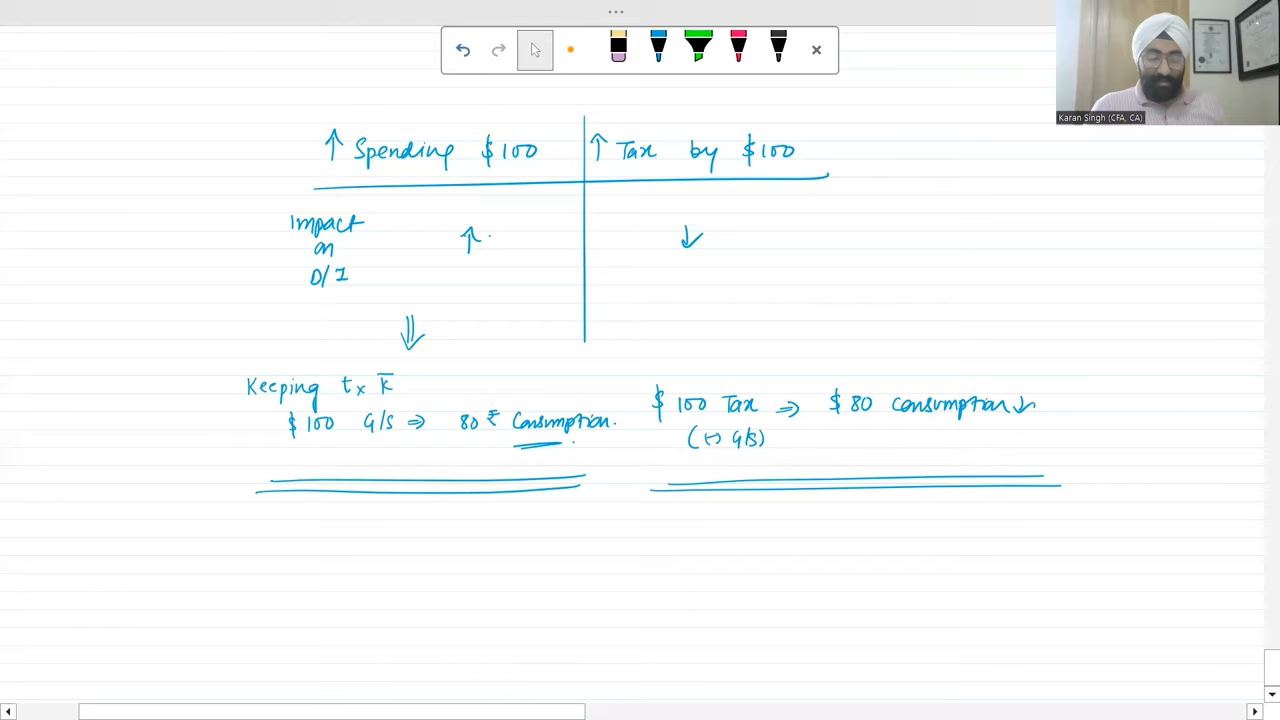 Karan Singh (CFA, CA)
↑ Spending $100
↑ Tax by $100
Impact
on
D/I
↑
↓
⇓
Keeping tx k̄
$100 G/S ⇒ 80 ₹ Consumption.
$100 Tax ⇒ $80 Consumption↓
(↔ G/S)